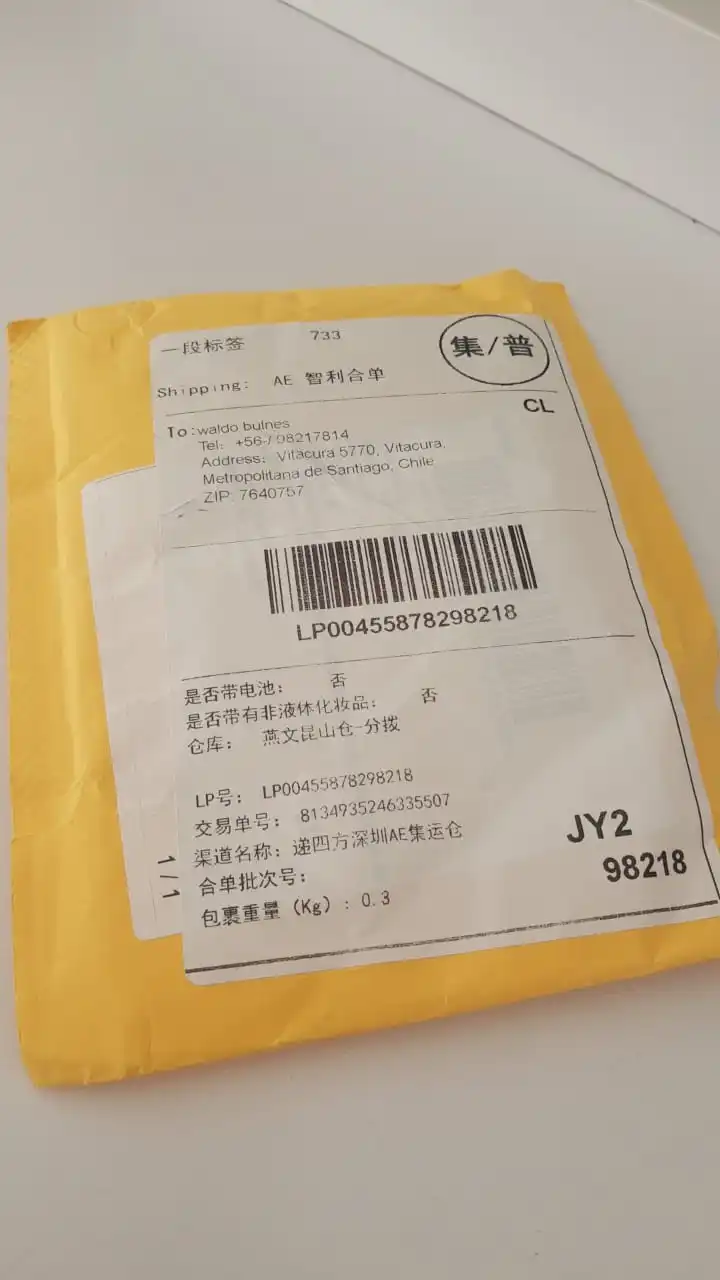 一段标签 733
集/普
Shipping: AE 智利合单
CL
To:waldo bulnes
Tel: +56-/ 98217814
Address: Vitacura 5770, Vitacura,
Metropolitana de Santiago, Chile
ZIP: 7640757
LP00455878298218
是否带电池: 否
是否带有非液体化妆品: 否
仓库: 燕文昆山仓-分拨
LP号: LP00455878298218
交易单号: 8134935246335507
渠道名称: 递四方深圳AE集运仓
合单批次号:
包裹重量 (Kg) : 0.3
JY2
98218
1/1